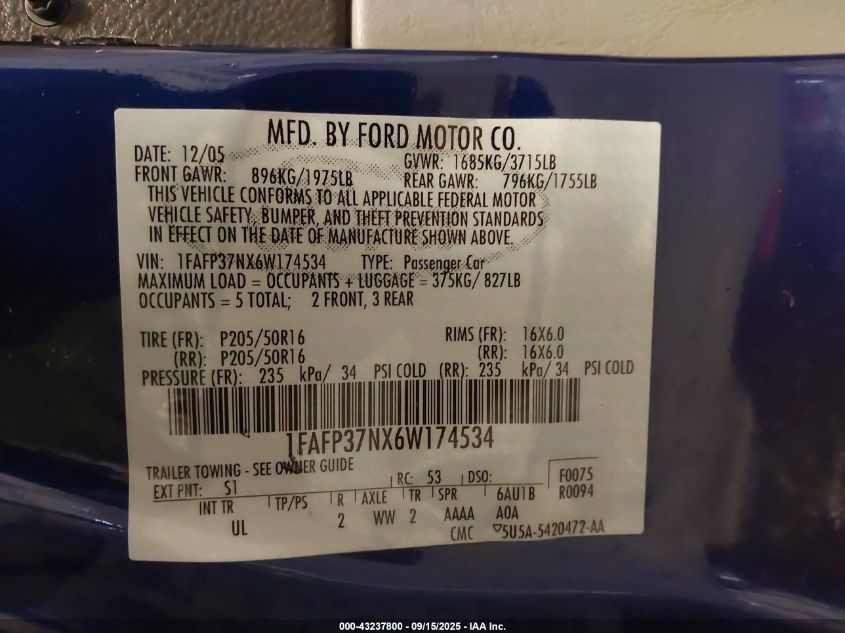 MFD. BY FORD MOTOR CO.
DATE: 12/05 GVWR: 1685KG/3715LB
FRONT GAWR: 896KG/1975LB REAR GAWR: 796KG/1755LB
THIS VEHICLE CONFORMS TO ALL APPLICABLE FEDERAL MOTOR
VEHICLE SAFETY, BUMPER, AND THEFT PREVENTION STANDARDS
IN EFFECT ON THE DATE OF MANUFACTURE SHOWN ABOVE.
VIN: 1FAFP37NX6W174534 TYPE: Passenger Car
MAXIMUM LOAD = OCCUPANTS + LUGGAGE = 375KG/ 827LB
OCCUPANTS = 5 TOTAL; 2 FRONT, 3 REAR
TIRE (FR): P205/50R16 RIMS (FR): 16X6.0
(RR): P205/50R16 (RR): 16X6.0
PRESSURE (FR): 235 kPa/ 34 PSI COLD (RR): 235 kPa/ 34 PSI COLD
1FAFP37NX6W174534
TRAILER TOWING - SEE OWNER GUIDE
EXT PNT: S1 RC: 53 DSO: F0075
R0094
INT TR TP/PS R AXLE TR SPR 6AU1B
UL 2 WW 2 AAAA A0A
CMC ▽5U5A-5420472-AA
000-43237800 - 09/15/2025 - IAA Inc.